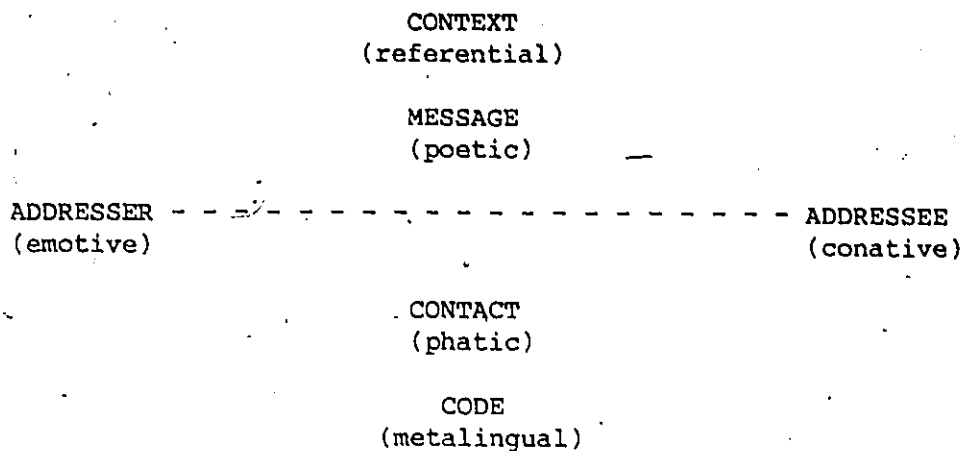 CONTEXT
(referential)
MESSAGE
(poetic)
ADDRESSER - - - - - - - - - - - - - - - - - - ADDRESSEE
(emotive) (conative)
CONTACT
(phatic)
CODE
(metalingual)